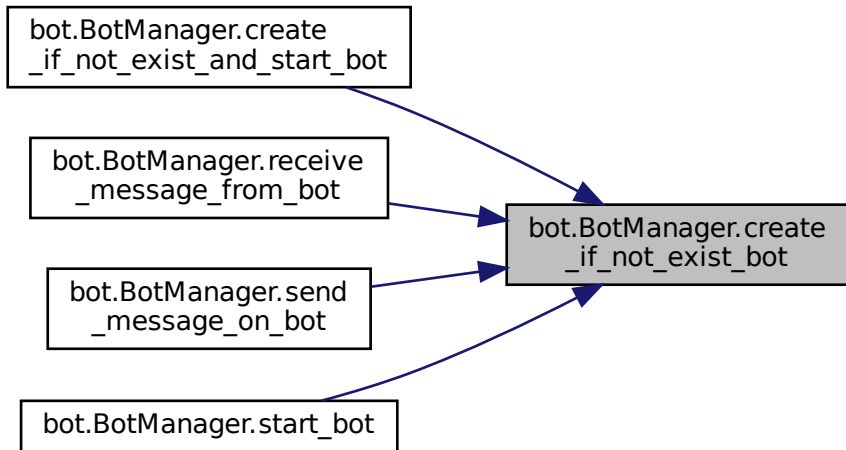 bot.BotManager.create
_if_not_exist_and_start_bot
bot.BotManager.receive
_message_from_bot
bot.BotManager.send
_message_on_bot
bot.BotManager.start_bot
bot.BotManager.create
_if_not_exist_bot